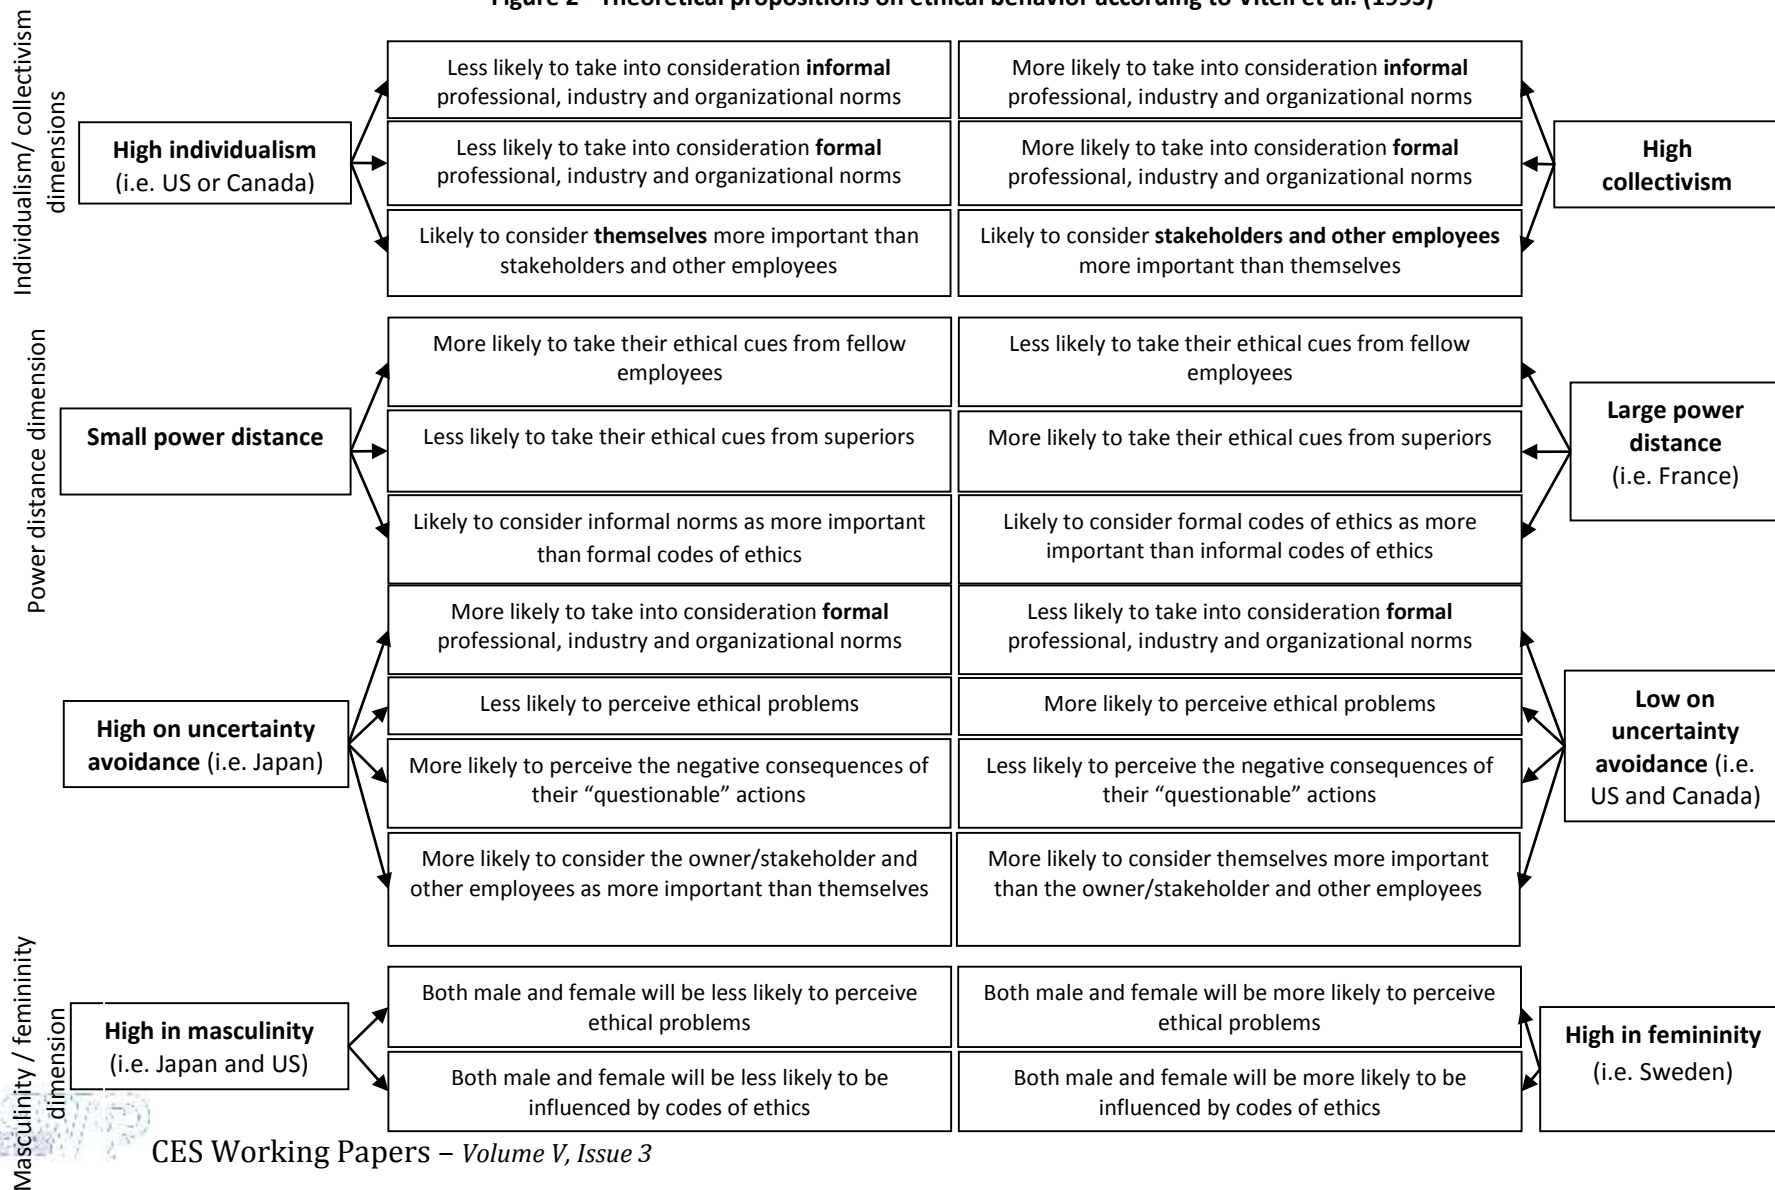 Figure 2 - Theoretical propositions on ethical behavior according to Vitell et al. (1993)
Individualism/ collectivism
dimensions
High individualism
(i.e. US or Canada)
Less likely to take into consideration informal
professional, industry and organizational norms
Less likely to take into consideration formal
professional, industry and organizational norms
Likely to consider themselves more important than
stakeholders and other employees
More likely to take into consideration informal
professional, industry and organizational norms
More likely to take into consideration formal
professional, industry and organizational norms
Likely to consider stakeholders and other employees
more important than themselves
High
collectivism
Power distance dimension
Small power distance
More likely to take their ethical cues from fellow
employees
Less likely to take their ethical cues from superiors
Likely to consider informal norms as more important
than formal codes of ethics
Less likely to take their ethical cues from fellow
employees
More likely to take their ethical cues from superiors
Likely to consider formal codes of ethics as more
important than informal codes of ethics
Large power
distance
(i.e. France)
High on uncertainty
avoidance (i.e. Japan)
More likely to take into consideration formal
professional, industry and organizational norms
Less likely to perceive ethical problems
More likely to perceive the negative consequences of
their “questionable” actions
More likely to consider the owner/stakeholder and
other employees as more important than themselves
Less likely to take into consideration formal
professional, industry and organizational norms
More likely to perceive ethical problems
Less likely to perceive the negative consequences of
their “questionable” actions
More likely to consider themselves more important
than the owner/stakeholder and other employees
Low on
uncertainty
avoidance (i.e.
US and Canada)
Masculinity / femininity
dimension
High in masculinity
(i.e. Japan and US)
Both male and female will be less likely to perceive
ethical problems
Both male and female will be less likely to be
influenced by codes of ethics
Both male and female will be more likely to perceive
ethical problems
Both male and female will be more likely to be
influenced by codes of ethics
High in femininity
(i.e. Sweden)
CES Working Papers – Volume V, Issue 3